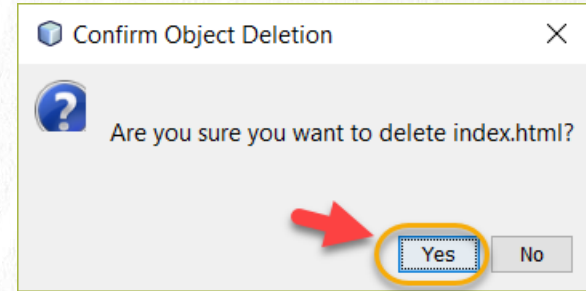 Confirm Object Deletion
Are you sure you want to delete index.html?
Yes No